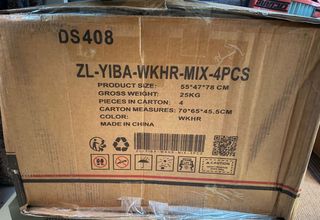 DS408
ZL-YIBA-WKHR-MIX-4PCS
PRODUCT SIZE: 55*47*78 CM
GROSS WEIGHT: 25KG
PIECES IN CARTON: 4
CARTON MEASURES: 70*65*45.5CM
COLOR: WKHR
MADE IN CHINA